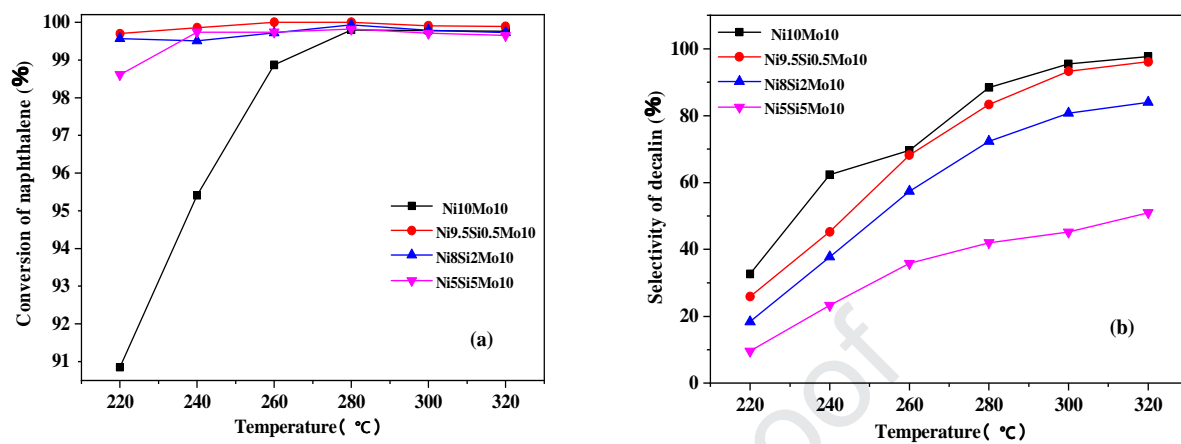 100
99
98
97
96
95
94
93
92
91
Conversion of naphthalene (%)
Ni10Mo10
Ni9.5Si0.5Mo10
Ni8Si2Mo10
Ni5Si5Mo10
(a)
220 240 260 280 300 320
Temperature( ℃)
100
80
60
40
20
0
Selectivity of decalin (%)
Ni10Mo10
Ni9.5Si0.5Mo10
Ni8Si2Mo10
Ni5Si5Mo10
(b)
220 240 260 280 300 320
Temperature( ℃)
oof